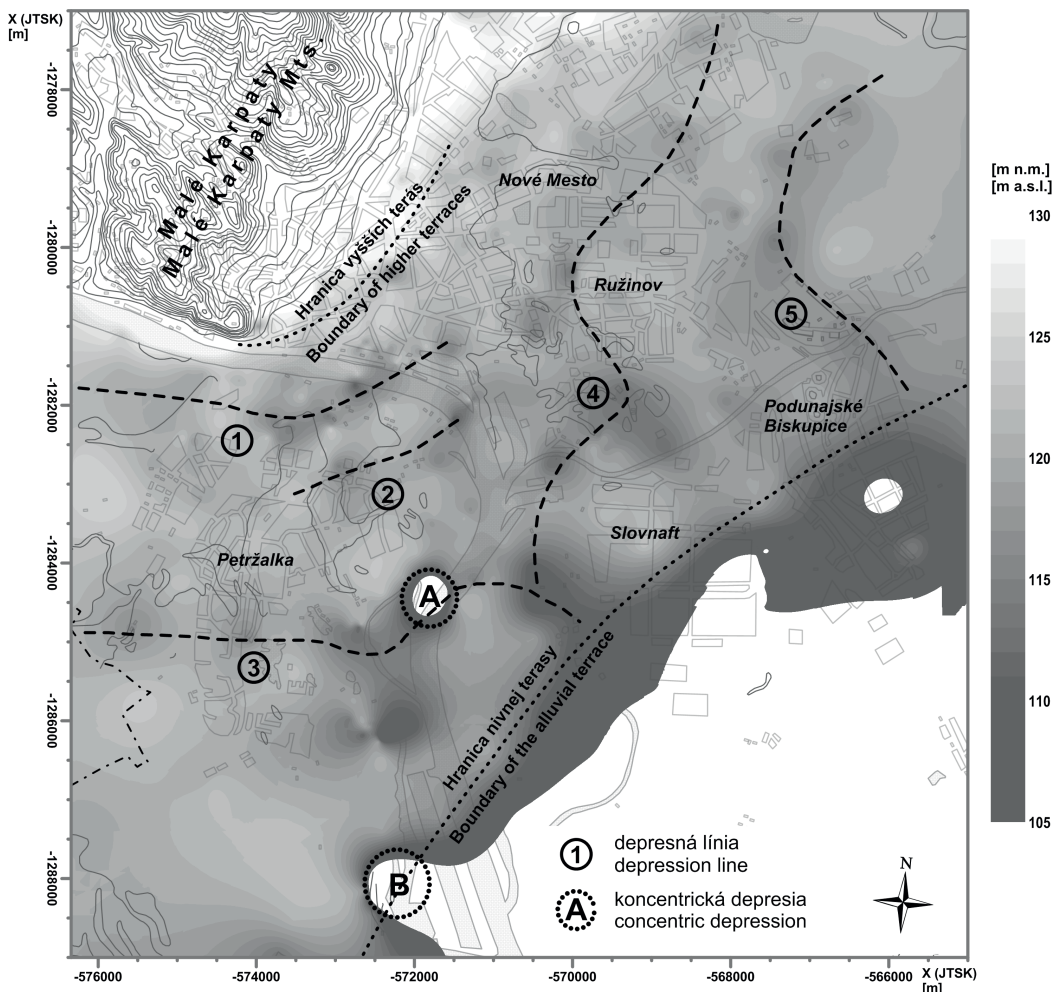 X (JTSK)
[m]
-1278000
-1280000
-1282000
-1284000
-1286000
-1288000
Malé Karpaty
Male Karpaty Mts.
Hranica vyšších terás
Boundary of higher terraces
Nové Mesto
Ružinov
5
4
Podunajské
Biskupice
1
2
Slovnaft
Petržalka
A
3
Hranica nivnej terasy
Boundary of the alluvial terrace
B
1
depresná línia
depression line
A
koncentrická depresia
concentric depression
N
[m n.m.]
[m a.s.l.]
130
125
120
115
110
105
-576000
-574000
-572000
-570000
-568000
-566000
X (JTSK)
[m]